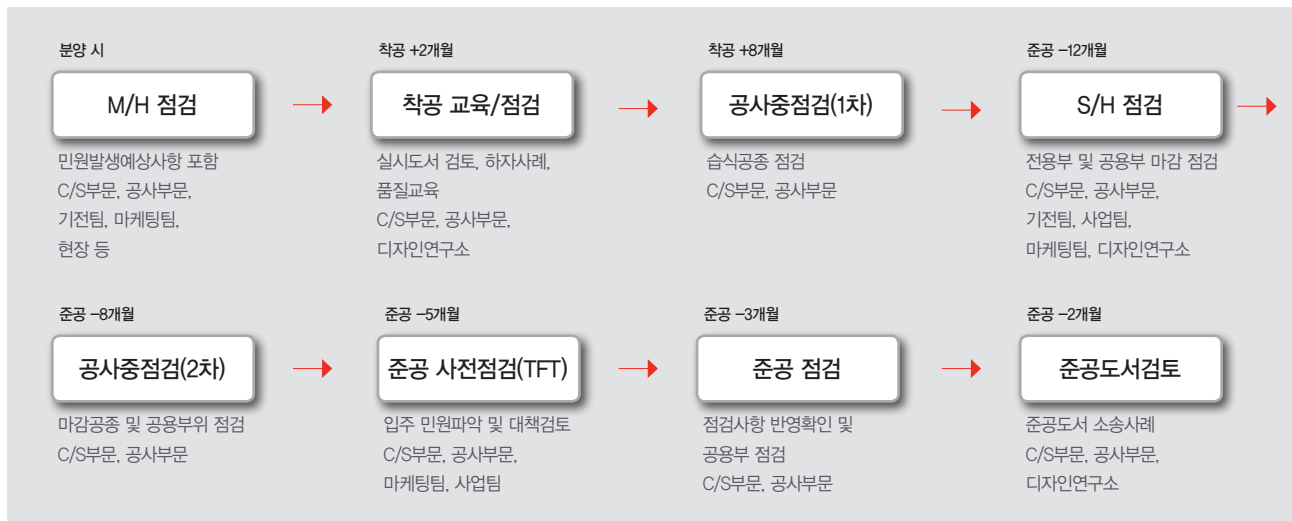 분양 시
M/H 점검
민원발생예상사항 포함
C/S부문, 공사부문,
기전팀, 마케팅팀,
현장 등
착공 +2개월
착공 교육/점검
실시도서 검토, 하자사례,
품질교육
C/S부문, 공사부문,
디자인연구소
착공 +8개월
공사중점검(1차)
습식공종 점검
C/S부문, 공사부문
준공 -12개월
S/H 점검
전용부 및 공용부 마감 점검
C/S부문, 공사부문,
기전팀, 사업팀,
마케팅팀, 디자인연구소
준공 -8개월
공사중점검(2차)
마감공종 및 공용부위 점검
C/S부문, 공사부문
준공 -5개월
준공 사전점검(TFT)
입주 민원파악 및 대책검토
C/S부문, 공사부문,
마케팅팀, 사업팀
준공 -3개월
준공 점검
점검사항 반영확인 및
공용부 점검
C/S부문, 공사부문
준공 -2개월
준공도서검토
준공도서 소송사례
C/S부문, 공사부문,
디자인연구소